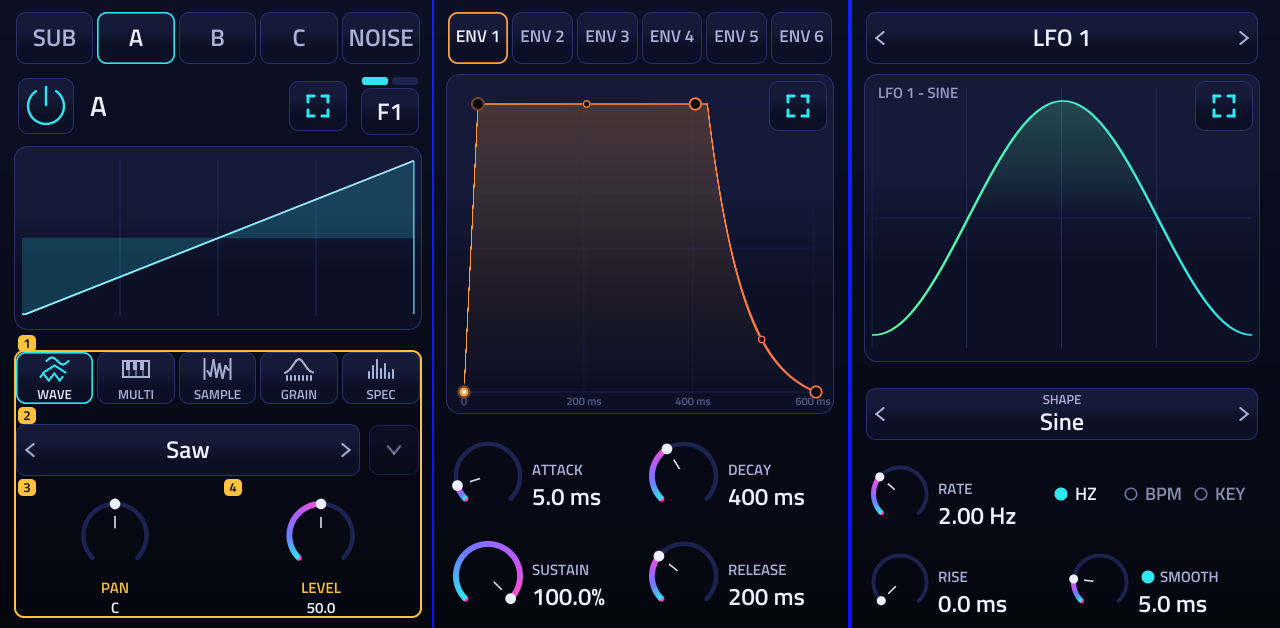 SUB A B C NOISE
A F1
1
WAVE MULTI SAMPLE GRAIN SPEC
2
Saw
3 4
PAN LEVEL
C 50.0
ENV 1 ENV 2 ENV 3 ENV 4 ENV 5 ENV 6
0 200 ms 400 ms 600 ms
ATTACK DECAY
5.0 ms 400 ms
SUSTAIN RELEASE
100.0% 200 ms
LFO 1
LFO 1 - SINE
SHAPE
Sine
RATE HZ BPM KEY
2.00 Hz
RISE SMOOTH
0.0 ms 5.0 ms